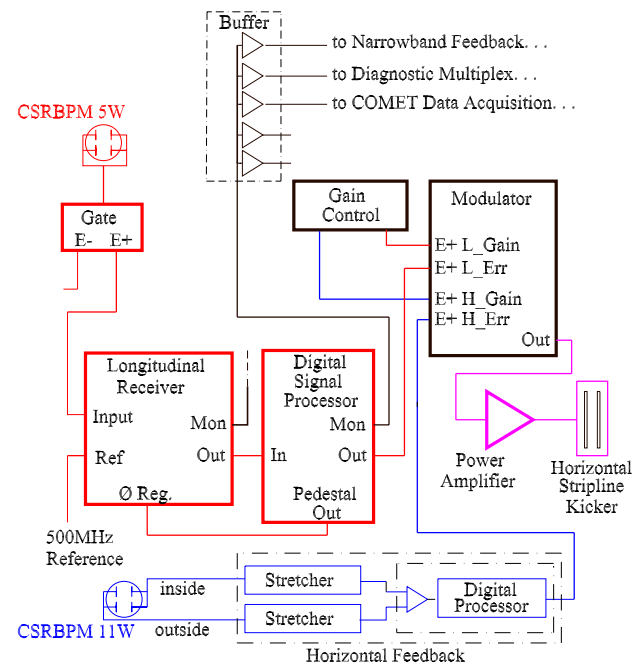 Buffer
to Narrowband Feedback. . .
to Diagnostic Multiplex. . .
to COMET Data Acquisition. . .
CSRBPM 5W
Gate
E- E+
Gain
Control
Modulator
E+ L_Gain
E+ L_Err
E+ H_Gain
E+ H_Err
Out
Longitudinal
Receiver
Input
Mon
Ref
Out
Ø Reg.
Digital
Signal
Processor
Mon
In
Out
Pedestal
Out
Power
Amplifier
Horizontal
Stripline
Kicker
500MHz
Reference
CSRBPM 11W
inside
outside
Stretcher
Stretcher
Digital
Processor
Horizontal Feedback